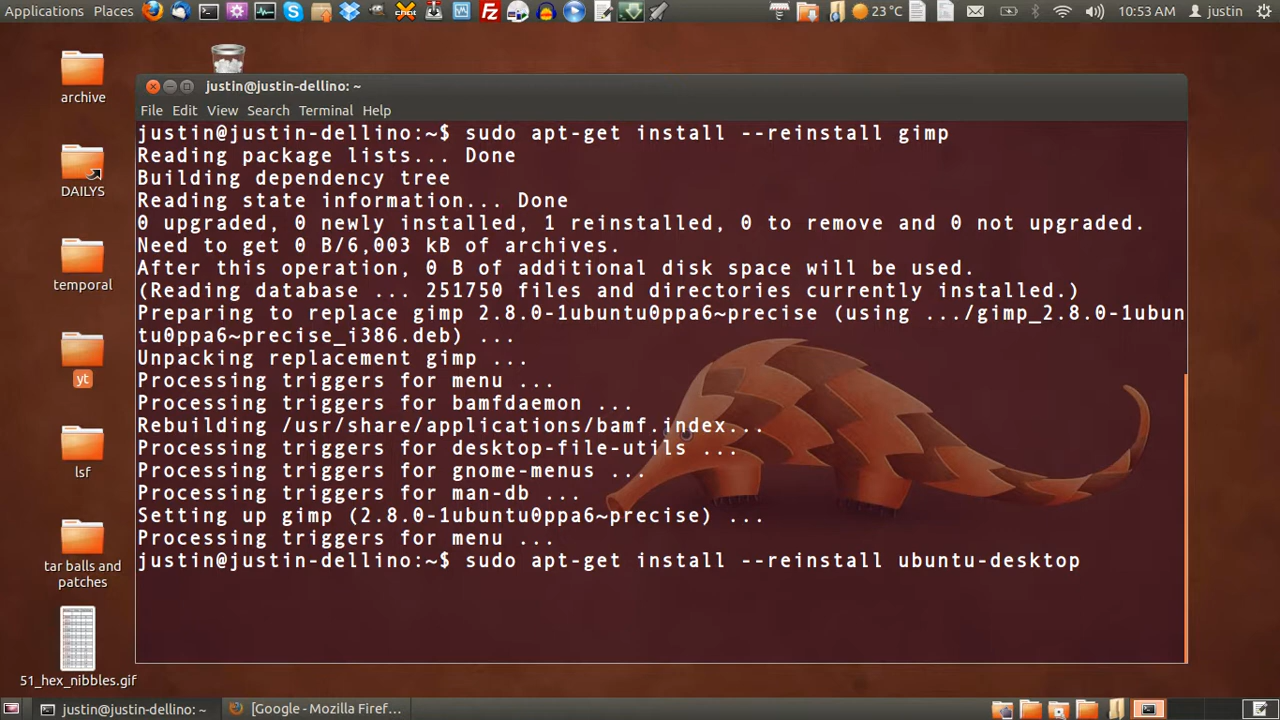 Applications Places
23 °C
10:53 AM
justin
archive
DAILYS
temporal
yt
lsf
tar balls and
patches
51_hex_nibbles.gif
justin@justin-dellino: ~
File Edit View Search Terminal Help
justin@justin-dellino:~$ sudo apt-get install --reinstall gimp
Reading package lists... Done
Building dependency tree
Reading state information... Done
0 upgraded, 0 newly installed, 1 reinstalled, 0 to remove and 0 not upgraded.
Need to get 0 B/6,003 kB of archives.
After this operation, 0 B of additional disk space will be used.
(Reading database ... 251750 files and directories currently installed.)
Preparing to replace gimp 2.8.0-1ubuntu0ppa6~precise (using .../gimp_2.8.0-1ubun
tu0ppa6~precise_i386.deb) ...
Unpacking replacement gimp ...
Processing triggers for menu ...
Processing triggers for bamfdaemon ...
Rebuilding /usr/share/applications/bamf.index...
Processing triggers for desktop-file-utils ...
Processing triggers for gnome-menus ...
Processing triggers for man-db ...
Setting up gimp (2.8.0-1ubuntu0ppa6~precise) ...
Processing triggers for menu ...
justin@justin-dellino:~$ sudo apt-get install --reinstall ubuntu-desktop
justin@justin-dellino: ~
[Google - Mozilla Firef...